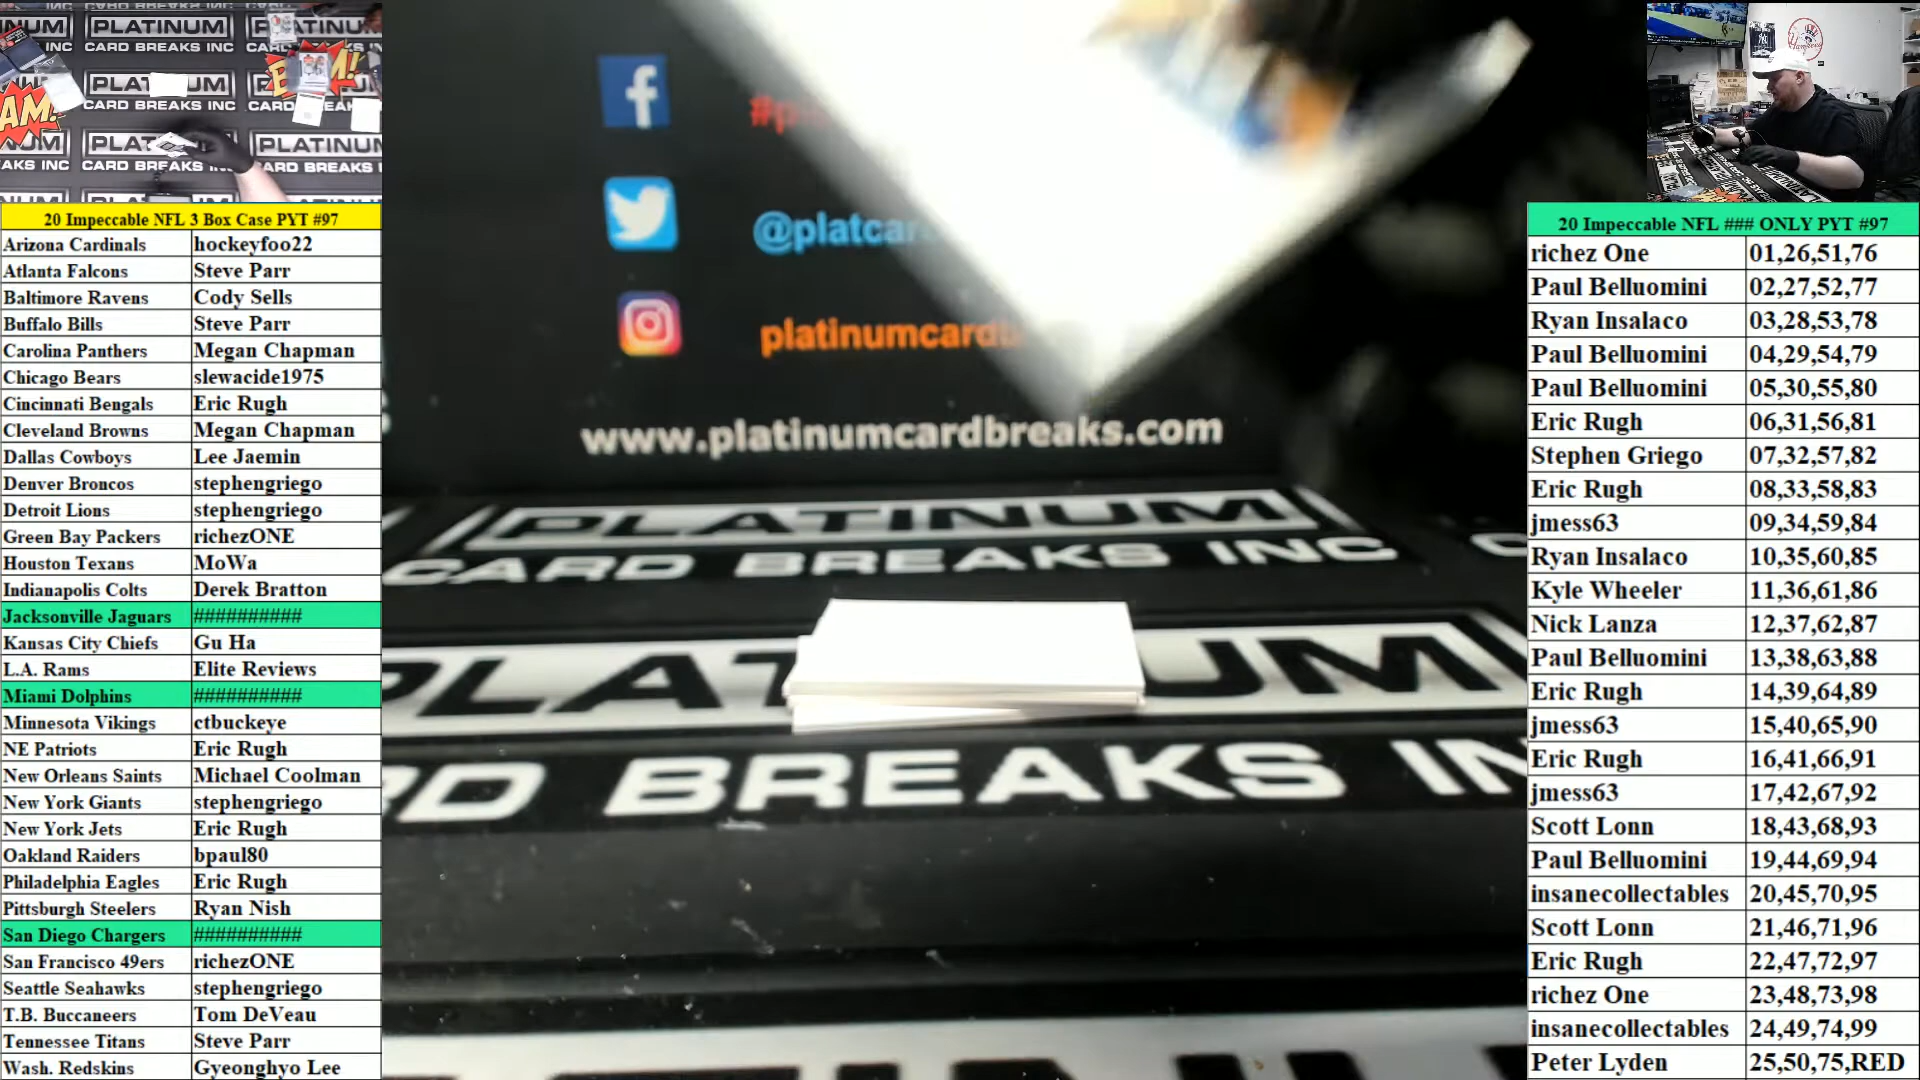 PLATINUM
CARD BREAKS INC
PLATINUM
CARD BREAKS INC
20 Impeccable NFL 3 Box Case PYT #97
Arizona Cardinals hockeyfoo22
Atlanta Falcons Steve Parr
Baltimore Ravens Cody Sells
Buffalo Bills Steve Parr
Carolina Panthers Megan Chapman
Chicago Bears slewacide1975
Cincinnati Bengals Eric Rugh
Cleveland Browns Megan Chapman
Dallas Cowboys Lee Jaemin
Denver Broncos stephengriego
Detroit Lions stephengriego
Green Bay Packers richezONE
Houston Texans MoWa
Indianapolis Colts Derek Bratton
Jacksonville Jaguars ##########
Kansas City Chiefs Gu Ha
L.A. Rams Elite Reviews
Miami Dolphins ##########
Minnesota Vikings ctbuckeye
NE Patriots Eric Rugh
New Orleans Saints Michael Coolman
New York Giants stephengriego
New York Jets Eric Rugh
Oakland Raiders bpaul80
Philadelphia Eagles Eric Rugh
Pittsburgh Steelers Ryan Nish
San Diego Chargers ##########
San Francisco 49ers richezONE
Seattle Seahawks stephengriego
T.B. Buccaneers Tom DeVeau
Tennessee Titans Steve Parr
Wash. Redskins Gyeonghyo Lee
#p
@platcar
platinumcardb
www.platinumcardbreaks.com
PLATINUM
CARD BREAKS INC
PLAT UM
RD BREAKS IN
20 Impeccable NFL ### ONLY PYT #97
richez One 01,26,51,76
Paul Belluomini 02,27,52,77
Ryan Insalaco 03,28,53,78
Paul Belluomini 04,29,54,79
Paul Belluomini 05,30,55,80
Eric Rugh 06,31,56,81
Stephen Griego 07,32,57,82
Eric Rugh 08,33,58,83
jmess63 09,34,59,84
Ryan Insalaco 10,35,60,85
Kyle Wheeler 11,36,61,86
Nick Lanza 12,37,62,87
Paul Belluomini 13,38,63,88
Eric Rugh 14,39,64,89
jmess63 15,40,65,90
Eric Rugh 16,41,66,91
jmess63 17,42,67,92
Scott Lonn 18,43,68,93
Paul Belluomini 19,44,69,94
insanecollectables 20,45,70,95
Scott Lonn 21,46,71,96
Eric Rugh 22,47,72,97
richez One 23,48,73,98
insanecollectables 24,49,74,99
Peter Lyden 25,50,75,RED